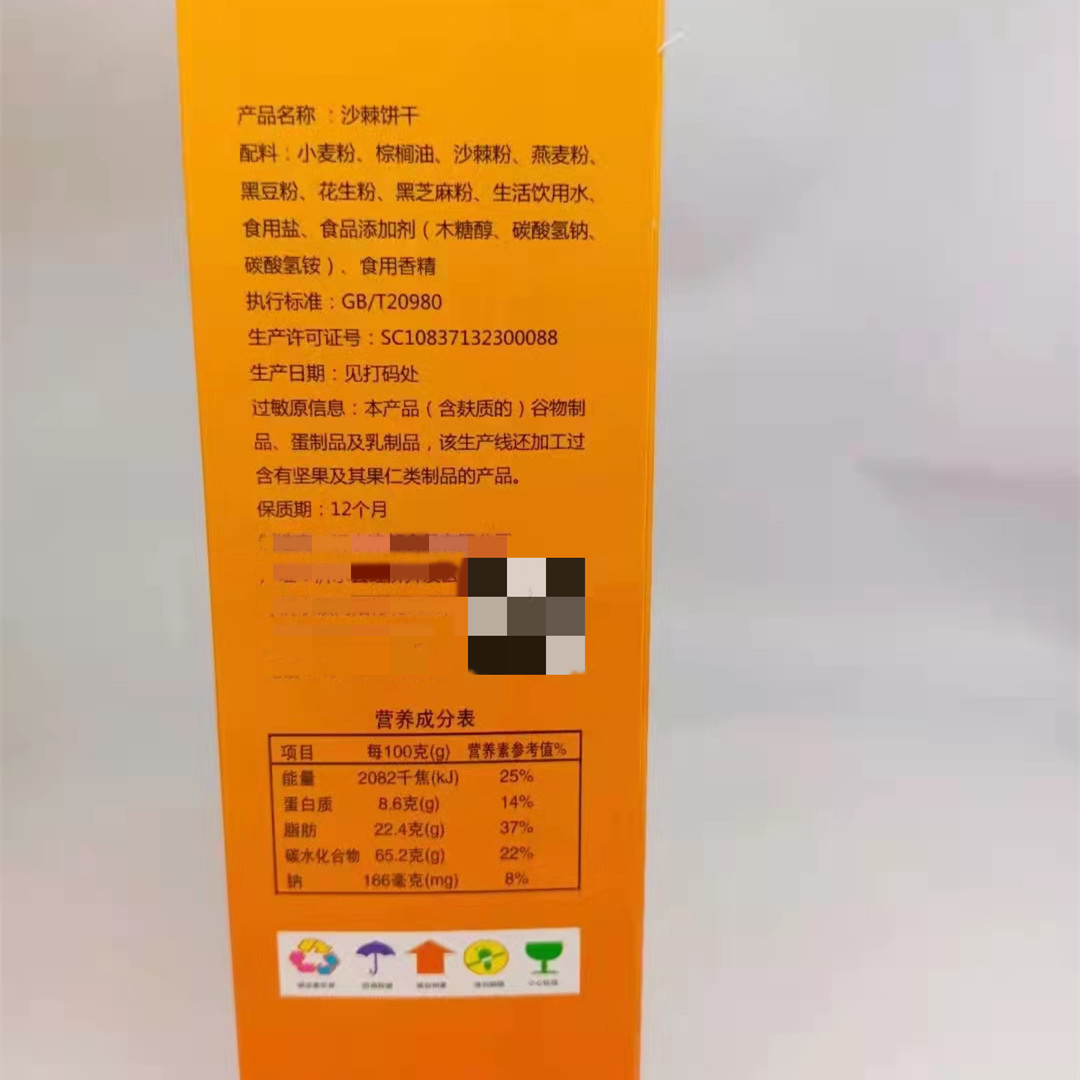 产品名称 ：沙棘饼干
配料：小麦粉、棕榈油、沙棘粉、燕麦粉、
黑豆粉、花生粉、黑芝麻粉、生活饮用水、
食用盐、食品添加剂（木糖醇、碳酸氢钠、
碳酸氢铵）、食用香精
执行标准：GB/T20980
生产许可证号：SC10837132300088
生产日期：见打码处
过敏原信息：本产品（含麸质的）谷物制
品、蛋制品及乳制品，该生产线还加工过
含有坚果及其果仁类制品的产品。
保质期：12个月
营养成分表
项目 每100克(g) 营养素参考值%
能量 2082千焦(kJ) 25%
蛋白质 8.6克(g) 14%
脂肪 22.4克(g) 37%
碳水化合物 65.2克(g) 22%
钠 166毫克(mg) 8%